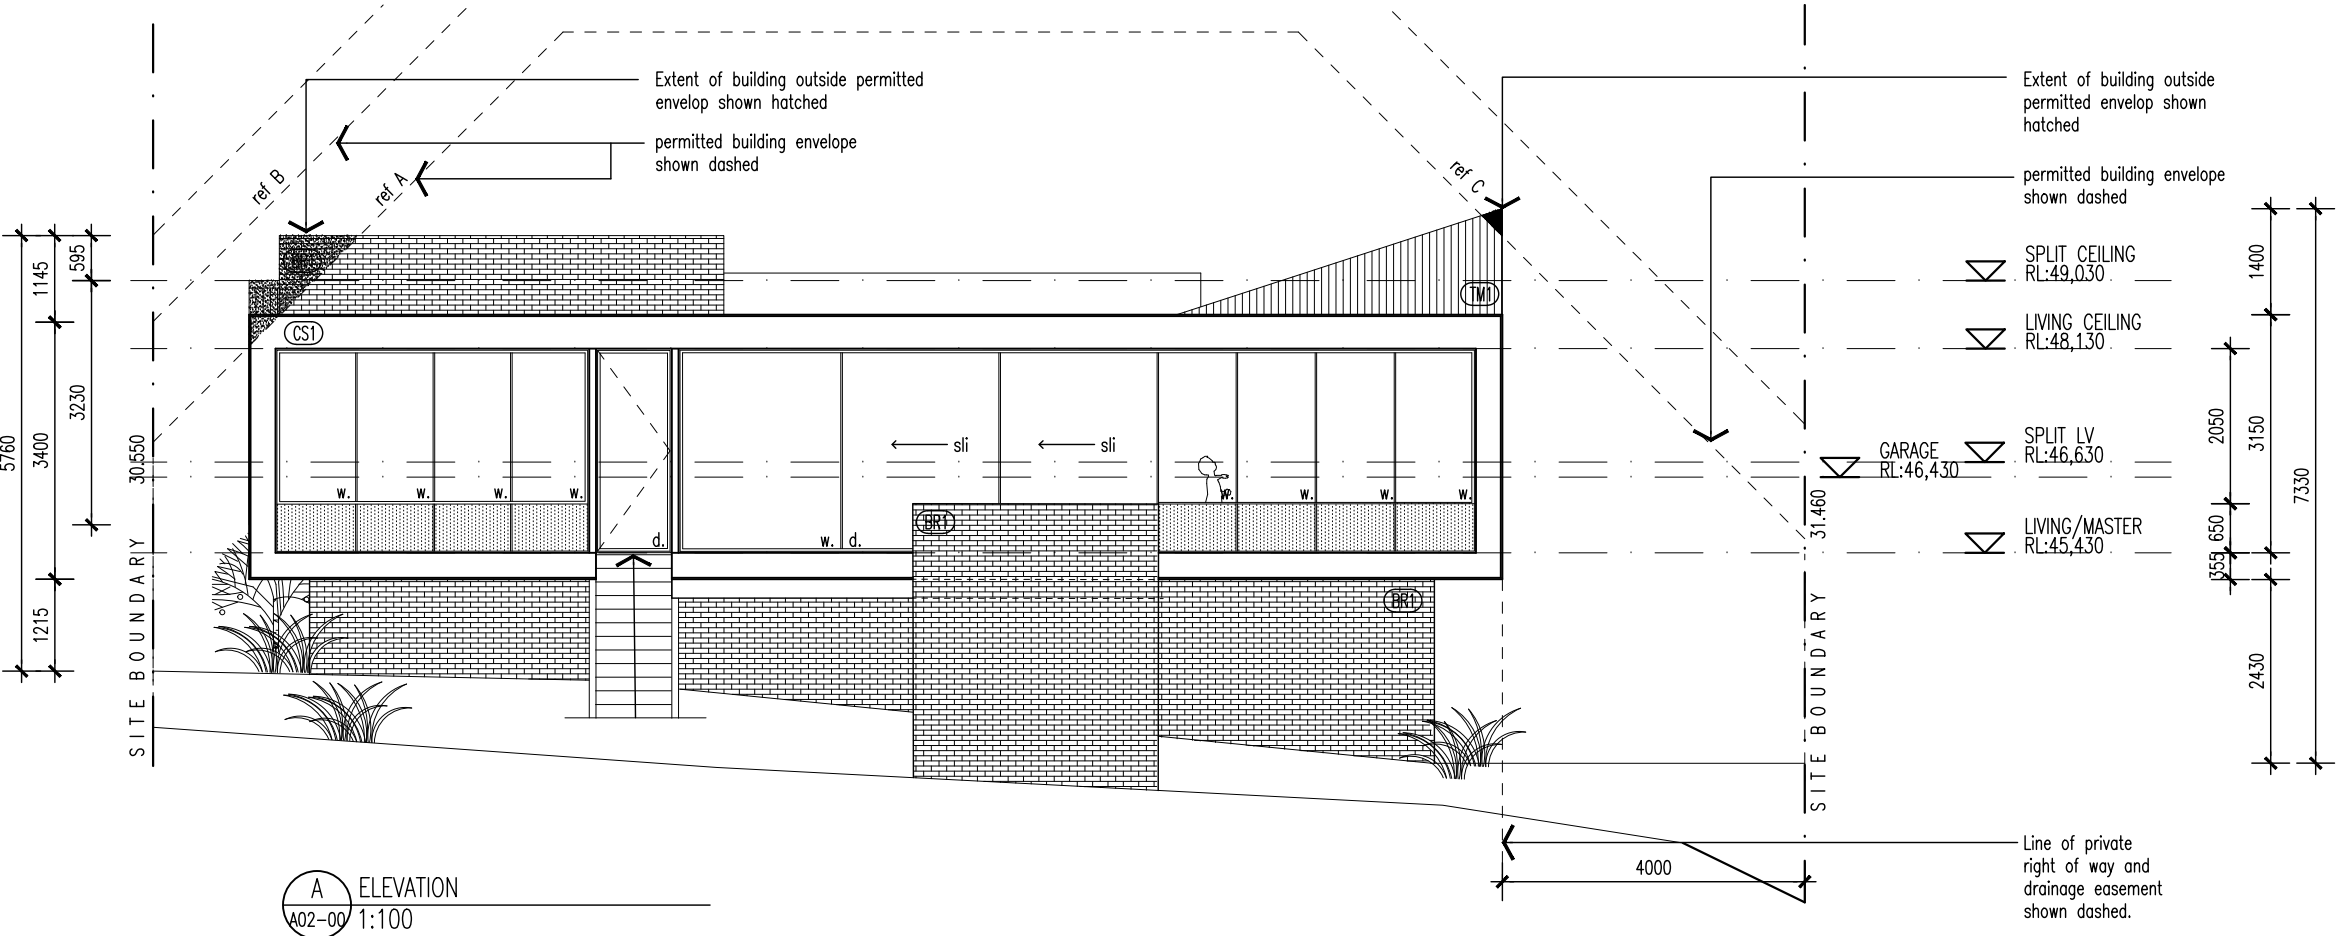 Extent of building outside permitted
envelop shown hatched
permitted building envelope
shown dashed
Extent of building outside
permitted envelop shown
hatched
permitted building envelope
shown dashed
ref B
ref A
ref C
595
1145
3230
3400
5760
1215
30.550
SITE BOUNDARY
CS1
TM1
w.
w.
w.
w.
d.
w.
d.
sli
sli
w.
w.
w.
w.
BR1
BR1
SPLIT CEILING
RL:49,030
LIVING CEILING
RL:48,130
SPLIT LV
RL:46,630
GARAGE
RL:46,430
LIVING/MASTER
RL:45,430
31.460
SITE BOUNDARY
1400
2050
3150
7330
650
355
2430
4000
Line of private
right of way and
drainage easement
shown dashed.
A
A02-00
ELEVATION
1:100